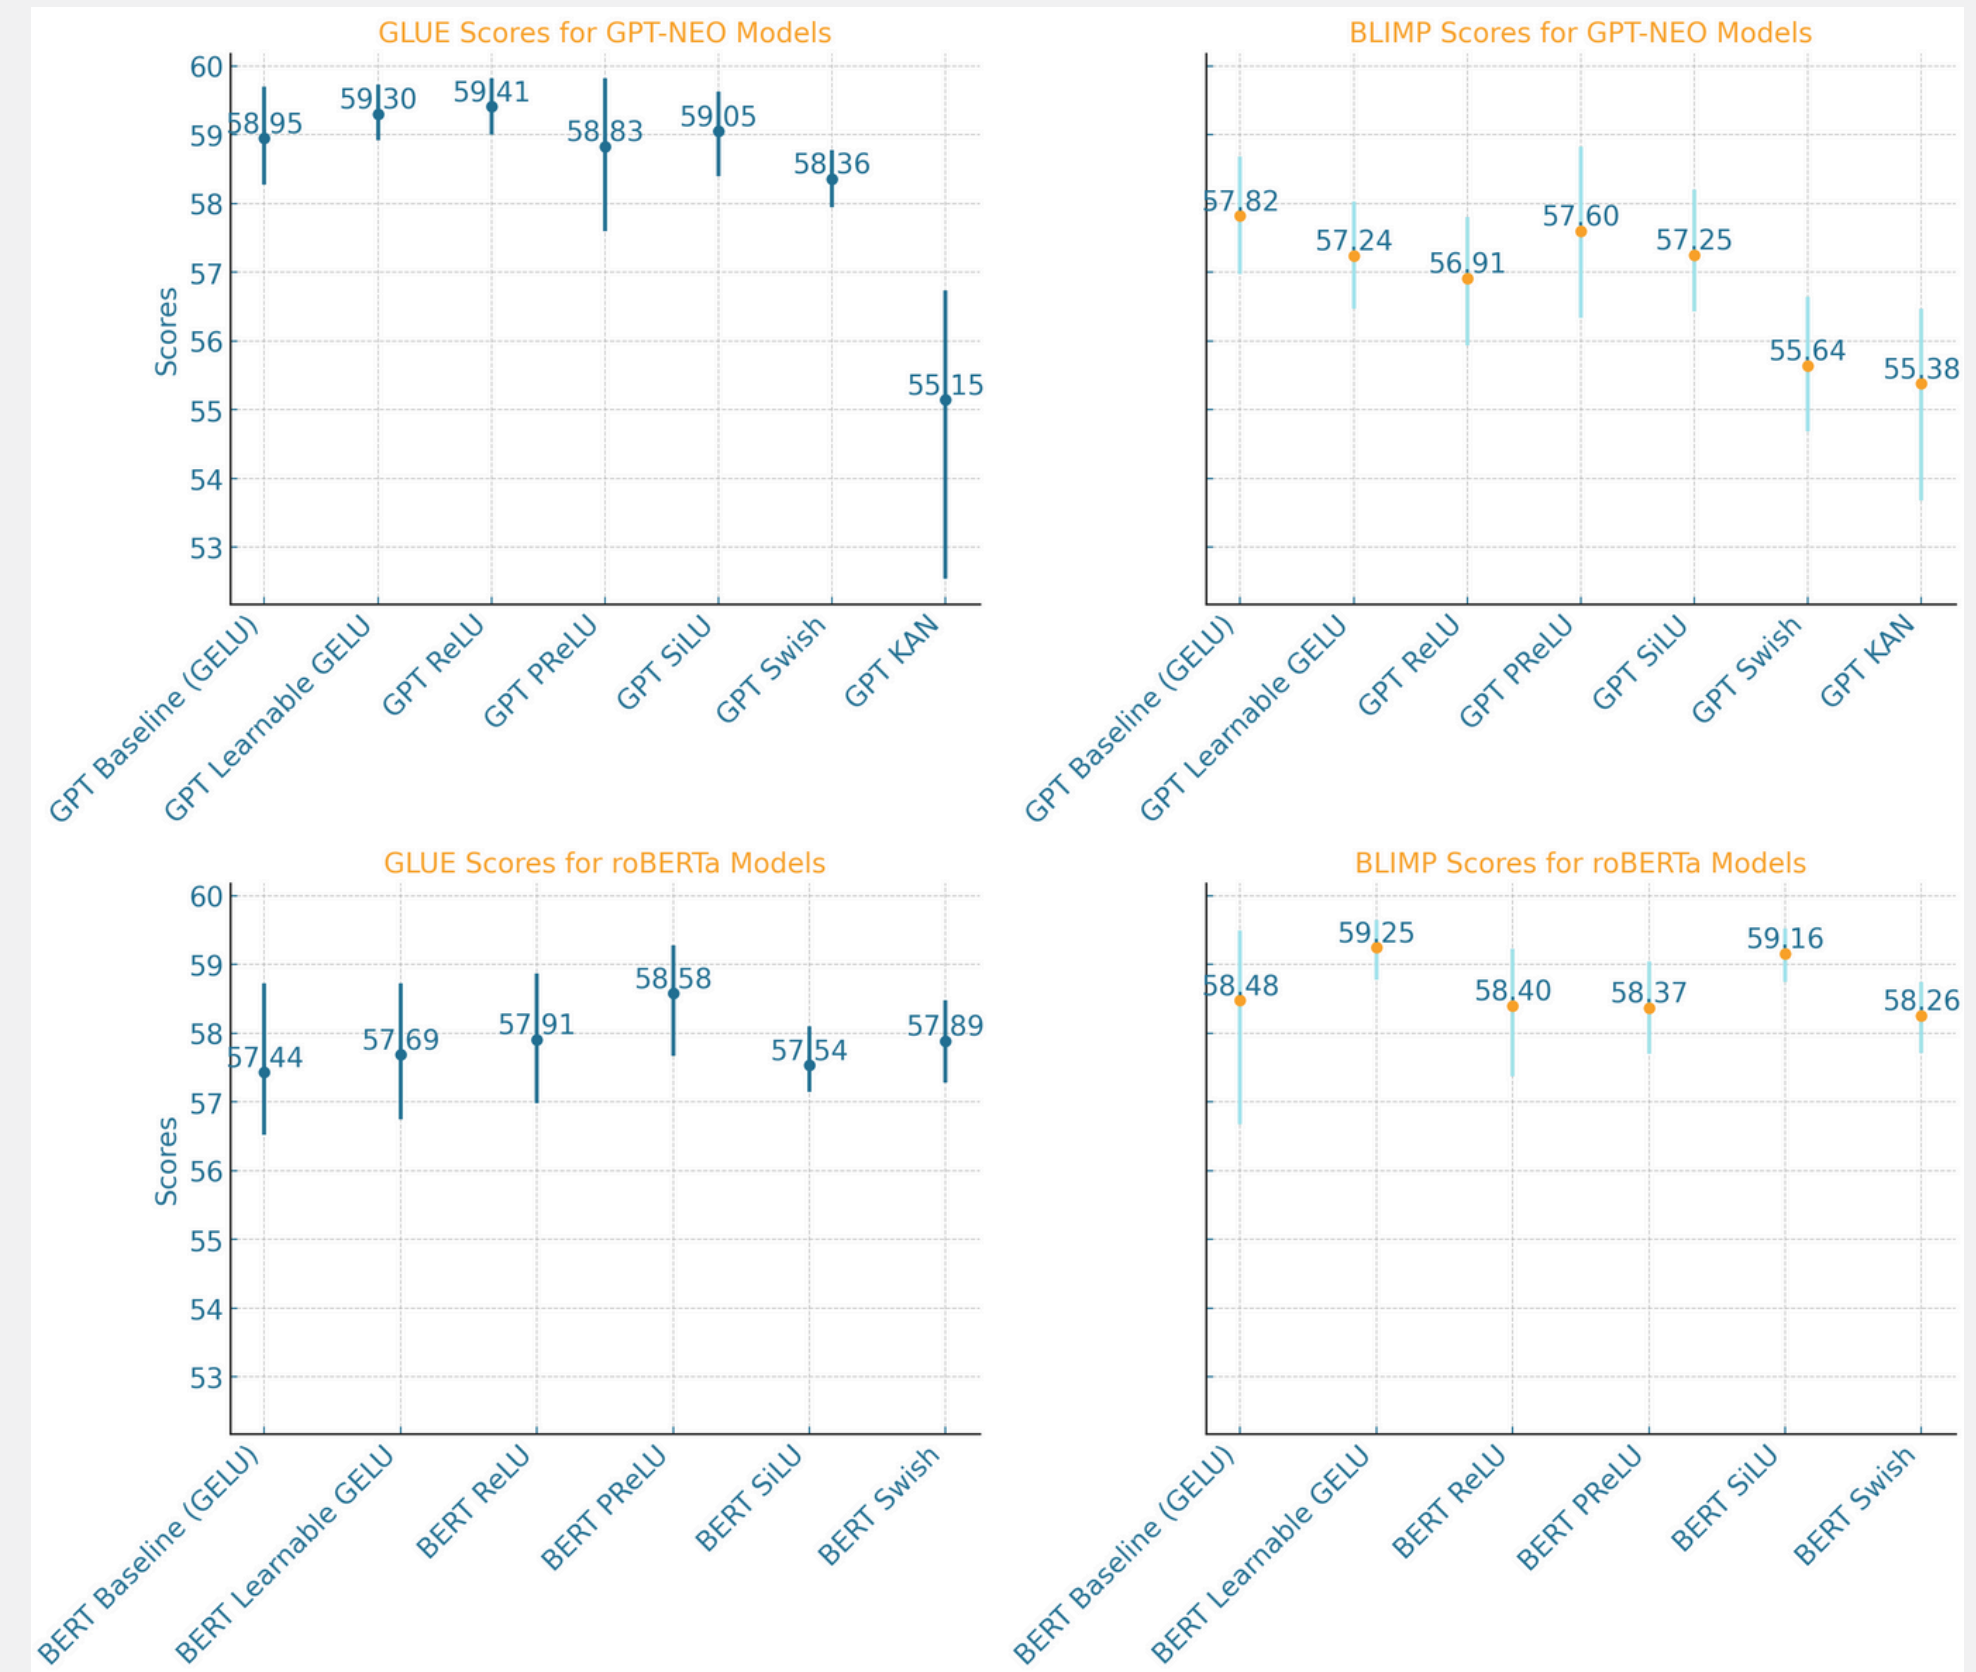 GLUE Scores for GPT-NEO Models
60
59
58
57
56
55
54
53
Scores
58.95
59.30
59.41
58.83
59.05
58.36
55.15
GPT Baseline (GELU)
GPT Learnable GELU
GPT ReLU
GPT PReLU
GPT SiLU
GPT Swish
GPT KAN
BLIMP Scores for GPT-NEO Models
57.82
57.24
56.91
57.60
57.25
55.64
55.38
GPT Baseline (GELU)
GPT Learnable GELU
GPT ReLU
GPT PReLU
GPT SiLU
GPT Swish
GPT KAN
GLUE Scores for roBERTa Models
60
59
58
57
56
55
54
53
Scores
57.44
57.69
57.91
58.58
57.54
57.89
BERT Baseline (GELU)
BERT Learnable GELU
BERT ReLU
BERT PReLU
BERT SiLU
BERT Swish
BLIMP Scores for roBERTa Models
58.48
59.25
58.40
58.37
59.16
58.26
BERT Baseline (GELU)
BERT Learnable GELU
BERT ReLU
BERT PReLU
BERT SiLU
BERT Swish